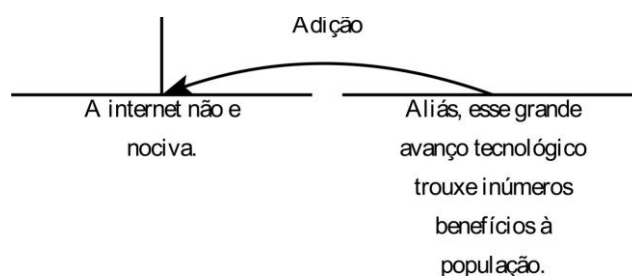 Adição
A internet não e
nociva.
Aliás, esse grande
avanço tecnológico
trouxe inúmeros
benefícios à
população.